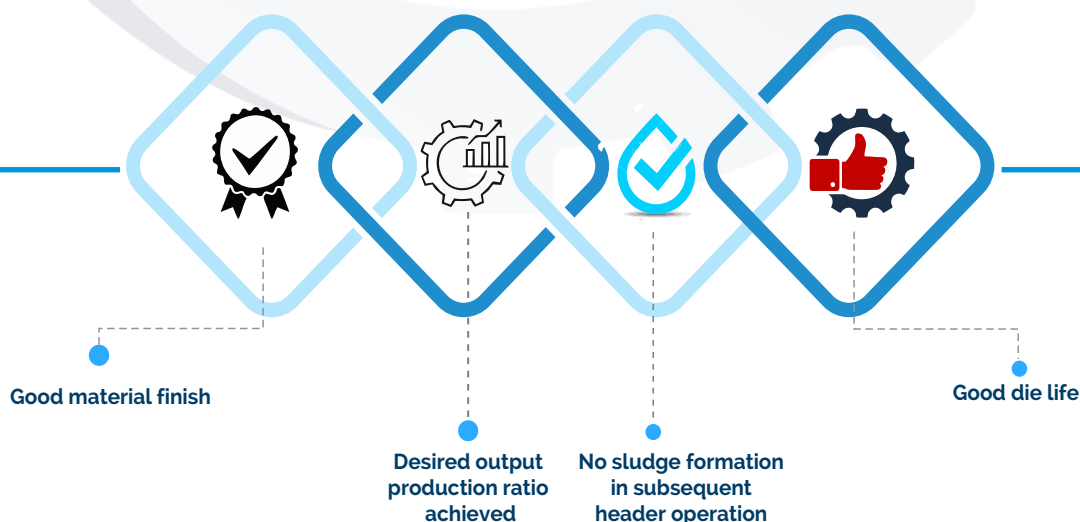 Good material finish
Desired output
production ratio
achieved
No sludge formation
in subsequent
header operation
Good die life